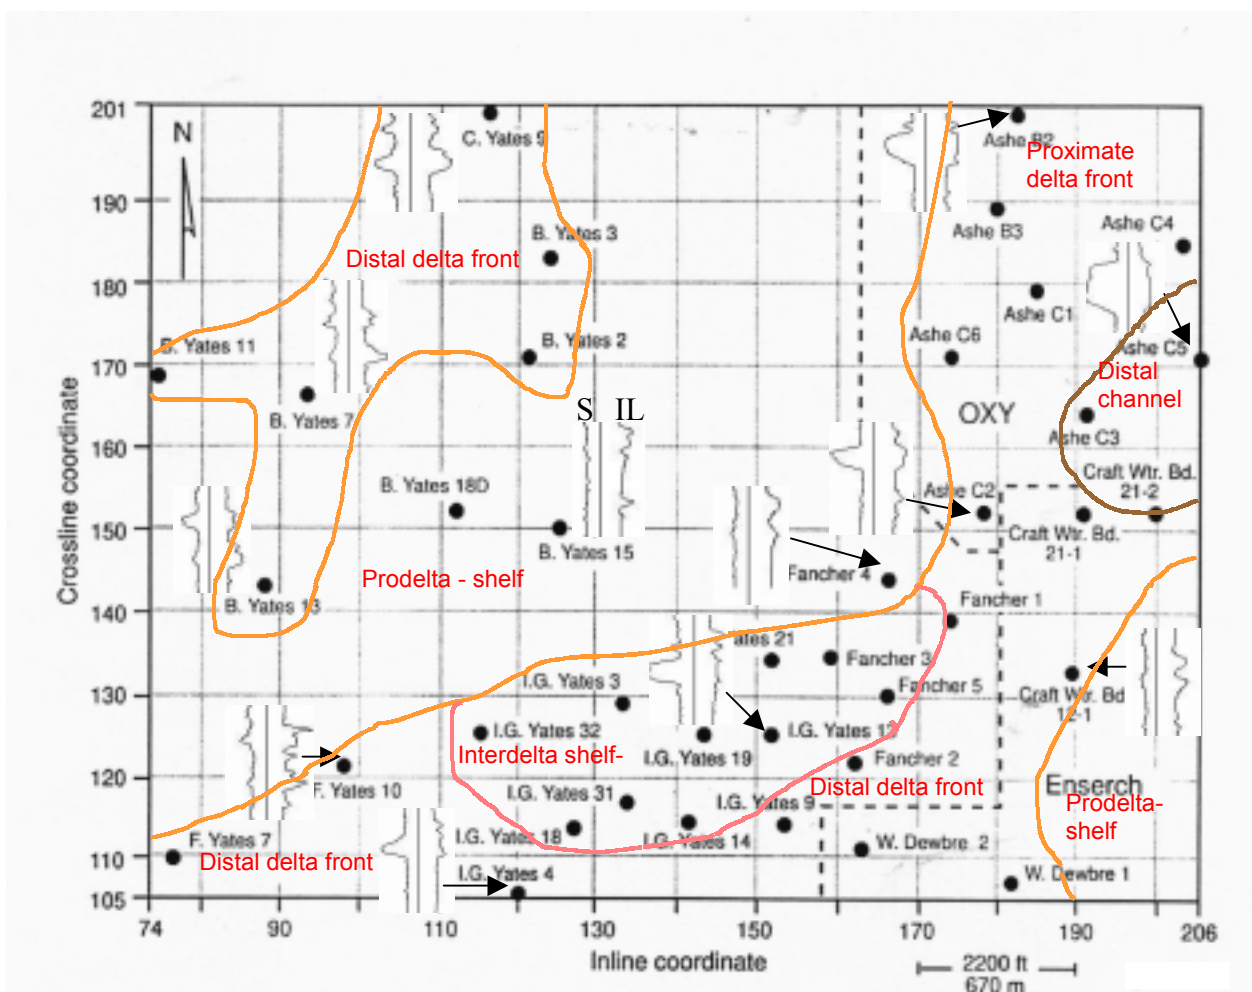 201
190
180
170
160
150
140
130
120
110
105
Crossline coordinate
N
C. Yates 9
Ashe B2
Proximate
delta front
Ashe B3
Ashe C4
B. Yates 3
Distal delta front
Ashe C1
B. Yates 11
B. Yates 2
Ashe C6
Ashe C5
Distal
channel
B. Yates 7
S IL
OXY
Ashe C3
B. Yates 18D
Ashe C2
Craft Wtr. Bd.
21-2
B. Yates 15
Craft Wtr. Bd.
21-1
Prodelta - shelf
Fancher 4
B. Yates 13
Fancher 1
ates 21
Fancher 3
I.G. Yates 3
Fancher 5
Craft Wtr. Bd
12-1
I.G. Yates 32
I.G. Yates 19
I.G. Yates 13
Interdelta shelf-
Fancher 2
F. Yates 10
I.G. Yates 31
I.G. Yates 9
Distal delta front
Enserch
Prodelta-
shelf
F. Yates 7
I.G. Yates 18
I.G. Yates 14
W. Dewbre 2
Distal delta front
I.G. Yates 4
W. Dewbre 1
74 90 110 130 150 170 190 206
Inline coordinate
2200 ft
670 m